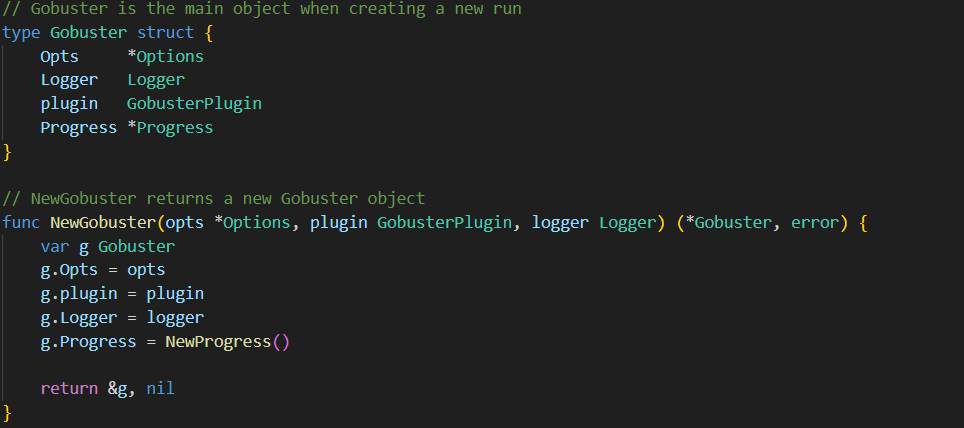 // Gobuster is the main object when creating a new run
type Gobuster struct {
    Opts     *Options
    Logger   Logger
    plugin   GobusterPlugin
    Progress *Progress
}

// NewGobuster returns a new Gobuster object
func NewGobuster(opts *Options, plugin GobusterPlugin, logger Logger) (*Gobuster, error) {
    var g Gobuster
    g.Opts = opts
    g.plugin = plugin
    g.Logger = logger
    g.Progress = NewProgress()

    return &g, nil
}